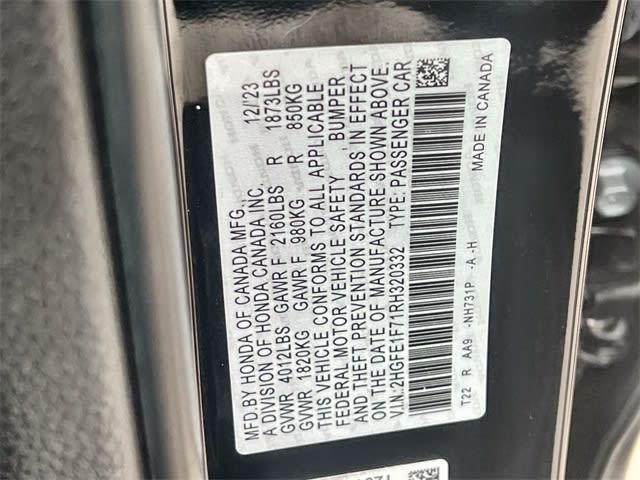 MFD.BY HONDA OF CANADA MFG., 12/'23
A DIVISION OF HONDA CANADA INC.
GVWR 4012LBS GAWR F 2160LBS R 1873LBS
GVWR 1820KG GAWR F 980KG R 850KG
THIS VEHICLE CONFORMS TO ALL APPLICABLE
FEDERAL MOTOR VEHICLE SAFETY, BUMPER
AND THEFT PREVENTION STANDARDS IN EFFECT
ON THE DATE OF MANUFACTURE SHOWN ABOVE.
V.I.N. 2HGFE1F71RH320332 TYPE: PASSENGER CAR
T22 R AA9 -NH731P -A -H MADE IN CANADA